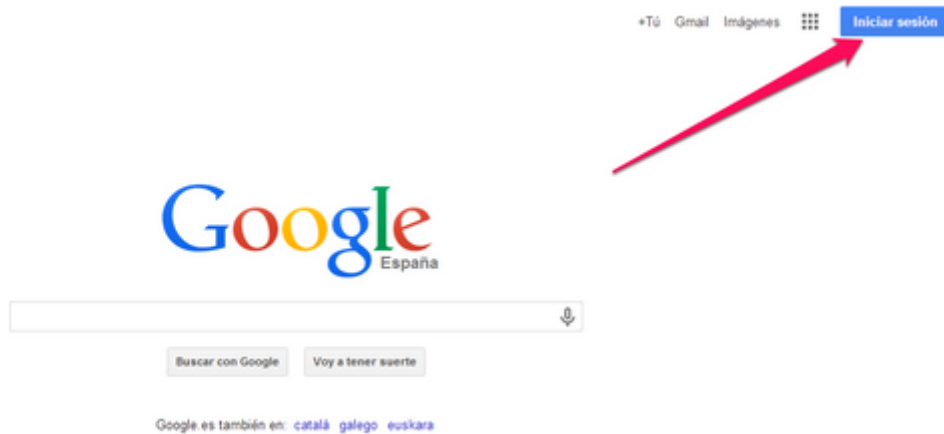 +Tú Gmail Imágenes Iniciar sesión
Google
España
Buscar con Google Voy a tener suerte
Google.es también en: català galego euskara